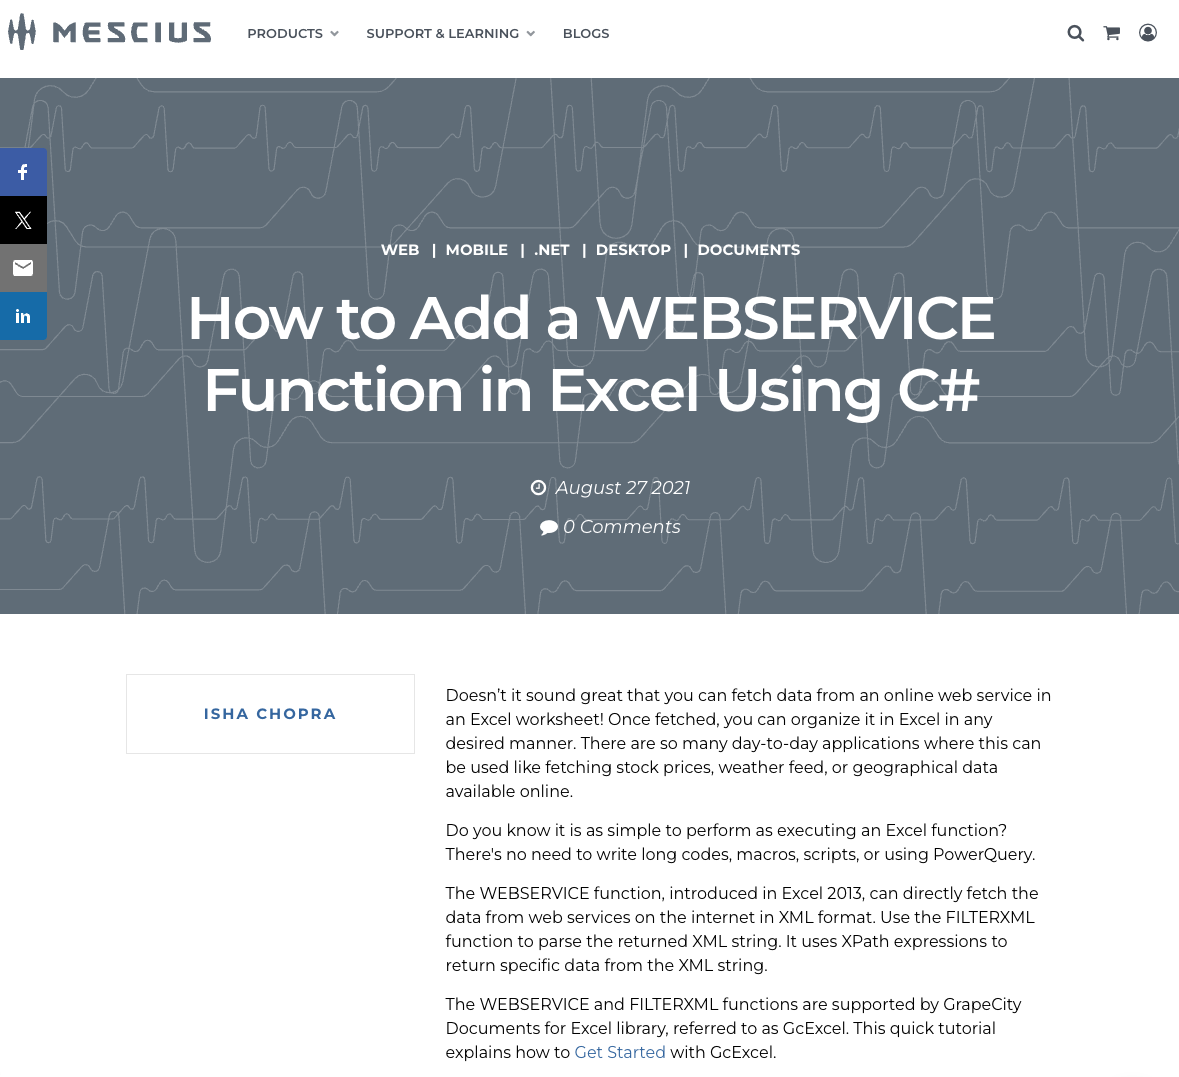 MESCIUS
PRODUCTS
SUPPORT & LEARNING
BLOGS
WEB | MOBILE | .NET | DESKTOP | DOCUMENTS
How to Add a WEBSERVICE
Function in Excel Using C#
August 27 2021
0 Comments
ISHA CHOPRA
Doesn’t it sound great that you can fetch data from an online web service in
an Excel worksheet! Once fetched, you can organize it in Excel in any
desired manner. There are so many day-to-day applications where this can
be used like fetching stock prices, weather feed, or geographical data
available online.
Do you know it is as simple to perform as executing an Excel function?
There's no need to write long codes, macros, scripts, or using PowerQuery.
The WEBSERVICE function, introduced in Excel 2013, can directly fetch the
data from web services on the internet in XML format. Use the FILTERXML
function to parse the returned XML string. It uses XPath expressions to
return specific data from the XML string.
The WEBSERVICE and FILTERXML functions are supported by GrapeCity
Documents for Excel library, referred to as GcExcel. This quick tutorial
explains how to Get Started with GcExcel.